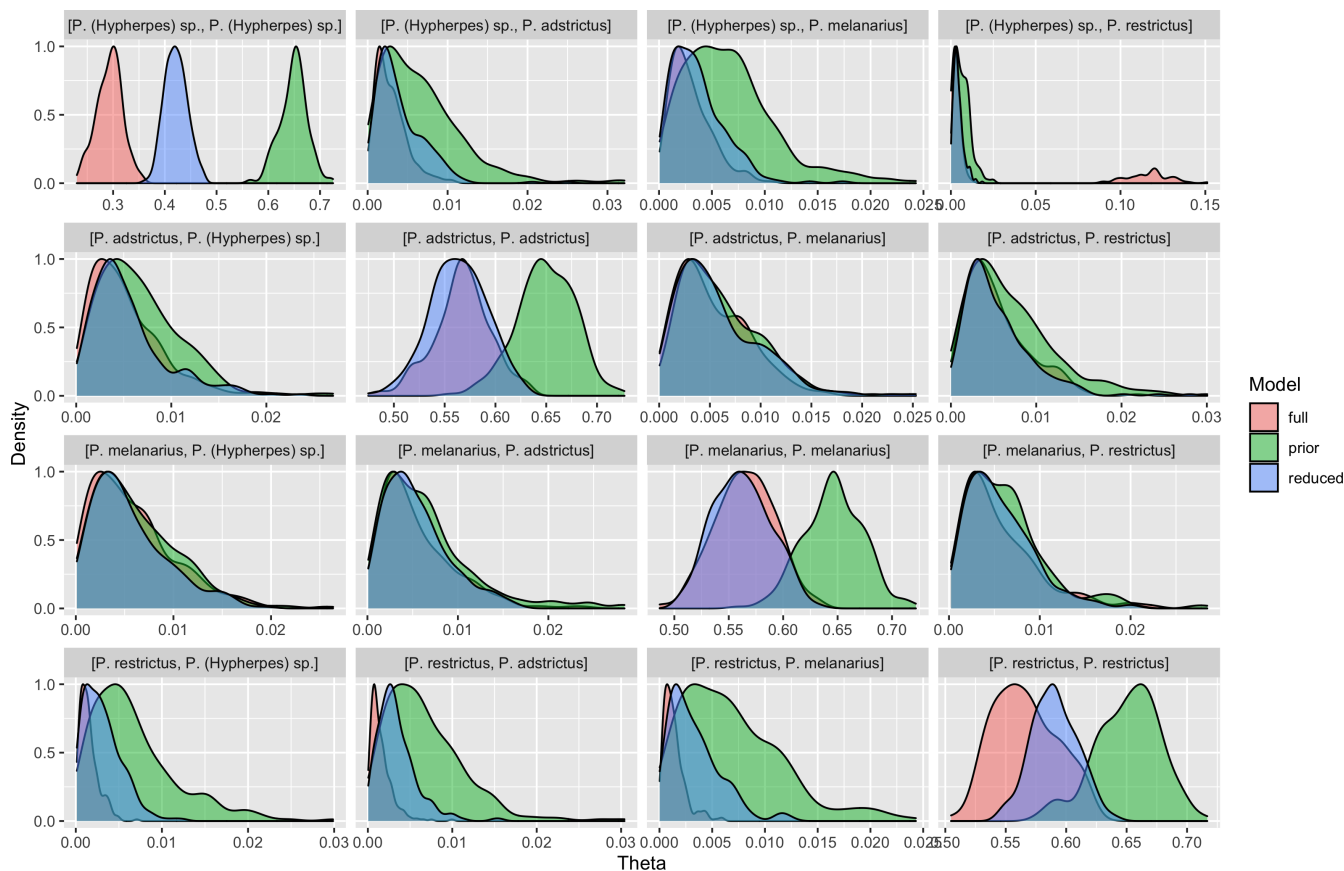 [P. (Hypherpes) sp., P. (Hypherpes) sp.] [P. (Hypherpes) sp., P. adstrictus] [P. (Hypherpes) sp., P. melanarius] [P. (Hypherpes) sp., P. restrictus]
1.0
0.5
0.0
0.3 0.4 0.5 0.6 0.7 0.00 0.01 0.02 0.03 0.000 0.005 0.010 0.015 0.020 0.025 0.00 0.05 0.10 0.15
[P. adstrictus, P. (Hypherpes) sp.] [P. adstrictus, P. adstrictus] [P. adstrictus, P. melanarius] [P. adstrictus, P. restrictus]
1.0
0.5
0.0
0.00 0.01 0.02 0.50 0.55 0.60 0.65 0.70 0.000 0.005 0.010 0.015 0.020 0.025 0.00 0.01 0.02 0.03
[P. melanarius, P. (Hypherpes) sp.] [P. melanarius, P. adstrictus] [P. melanarius, P. melanarius] [P. melanarius, P. restrictus]
1.0
0.5
0.0
0.00 0.01 0.02 0.00 0.01 0.02 0.50 0.55 0.60 0.65 0.70 0.00 0.01 0.02
[P. restrictus, P. (Hypherpes) sp.] [P. restrictus, P. adstrictus] [P. restrictus, P. melanarius] [P. restrictus, P. restrictus]
1.0
0.5
0.0
0.00 0.01 0.02 0.03 0.00 0.01 0.02 0.03 0.000 0.005 0.010 0.015 0.020 0.025 0.50 0.55 0.60 0.65 0.70
Density
Theta
Model
full
prior
reduced